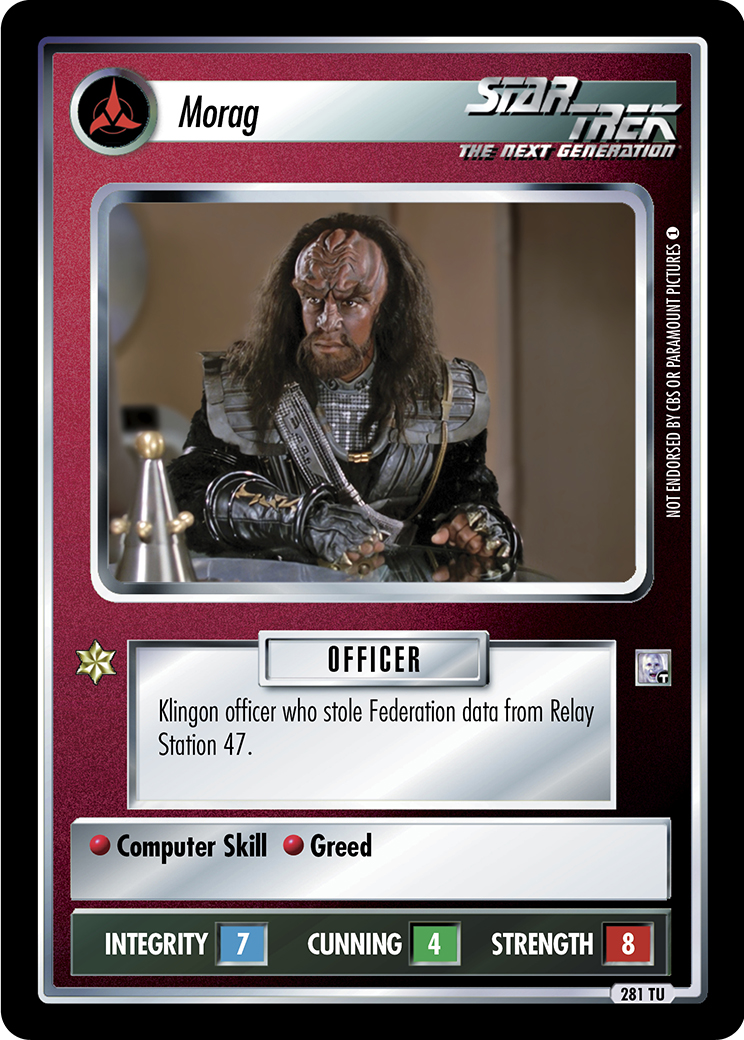 Morag
STAR TREK
THE NEXT GENERATION
NOT ENDORSED BY CBS OR PARAMOUNT PICTURES 1
OFFICER
T
Klingon officer who stole Federation data from Relay
Station 47.
Computer Skill Greed
INTEGRITY 7 CUNNING 4 STRENGTH 8
281 TU